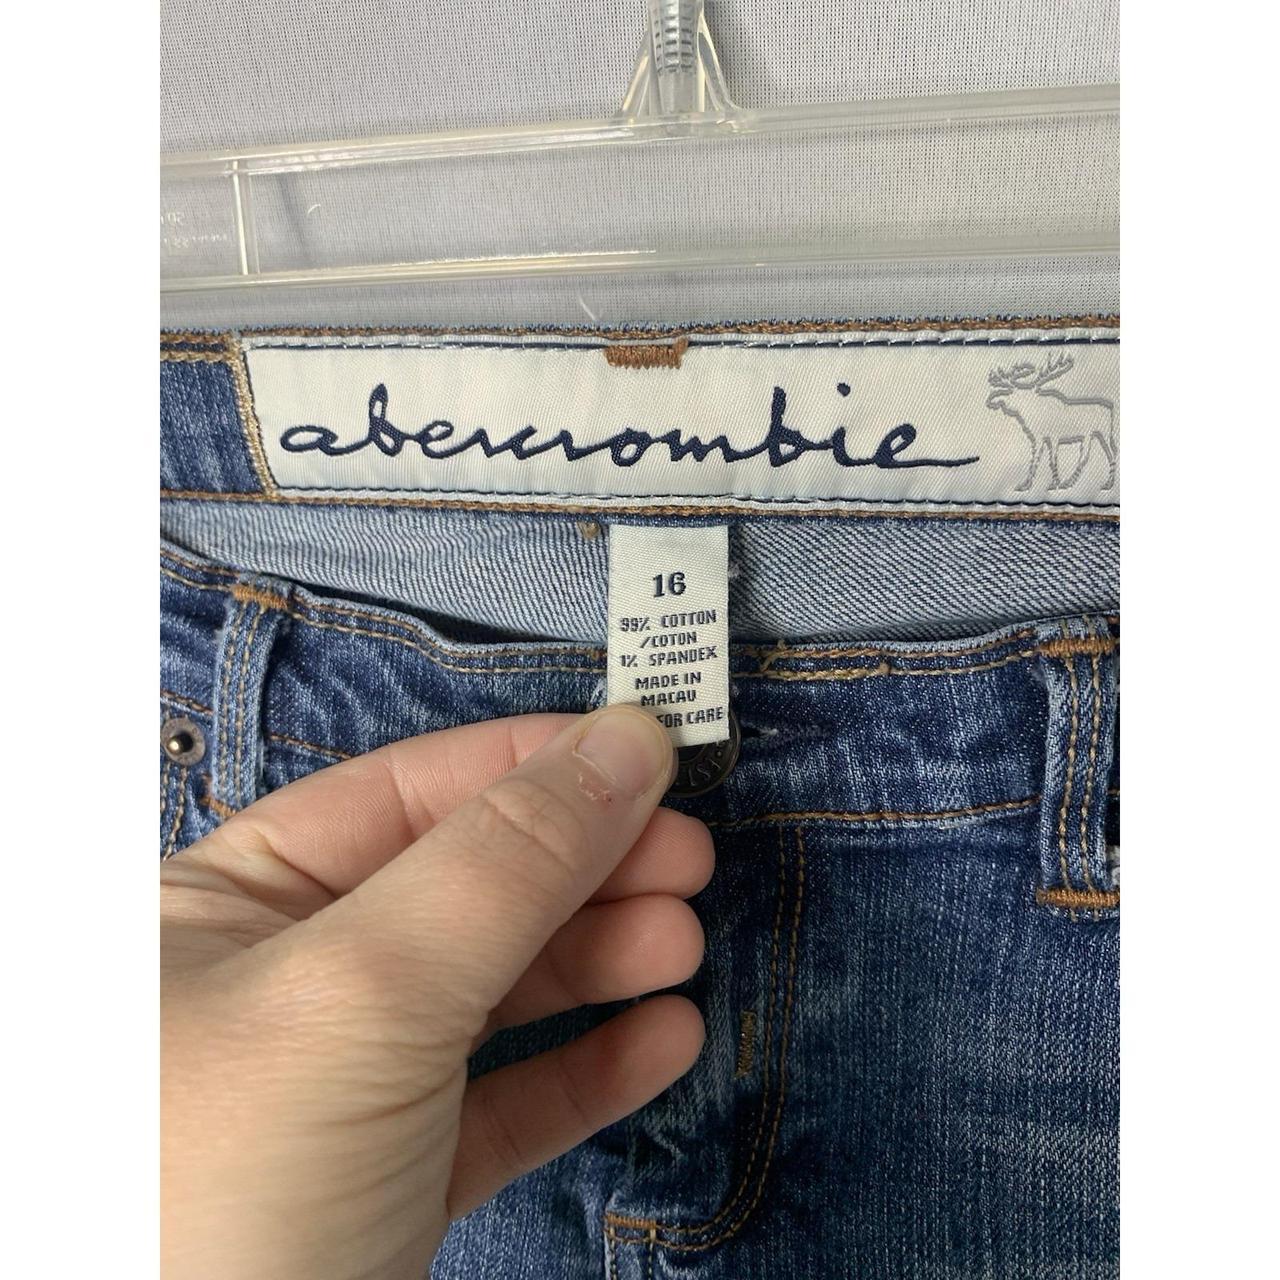 abercrombie
16
99% COTTON
/COTON
1% SPANDEX
MADE IN
MACAU
FOR CARE